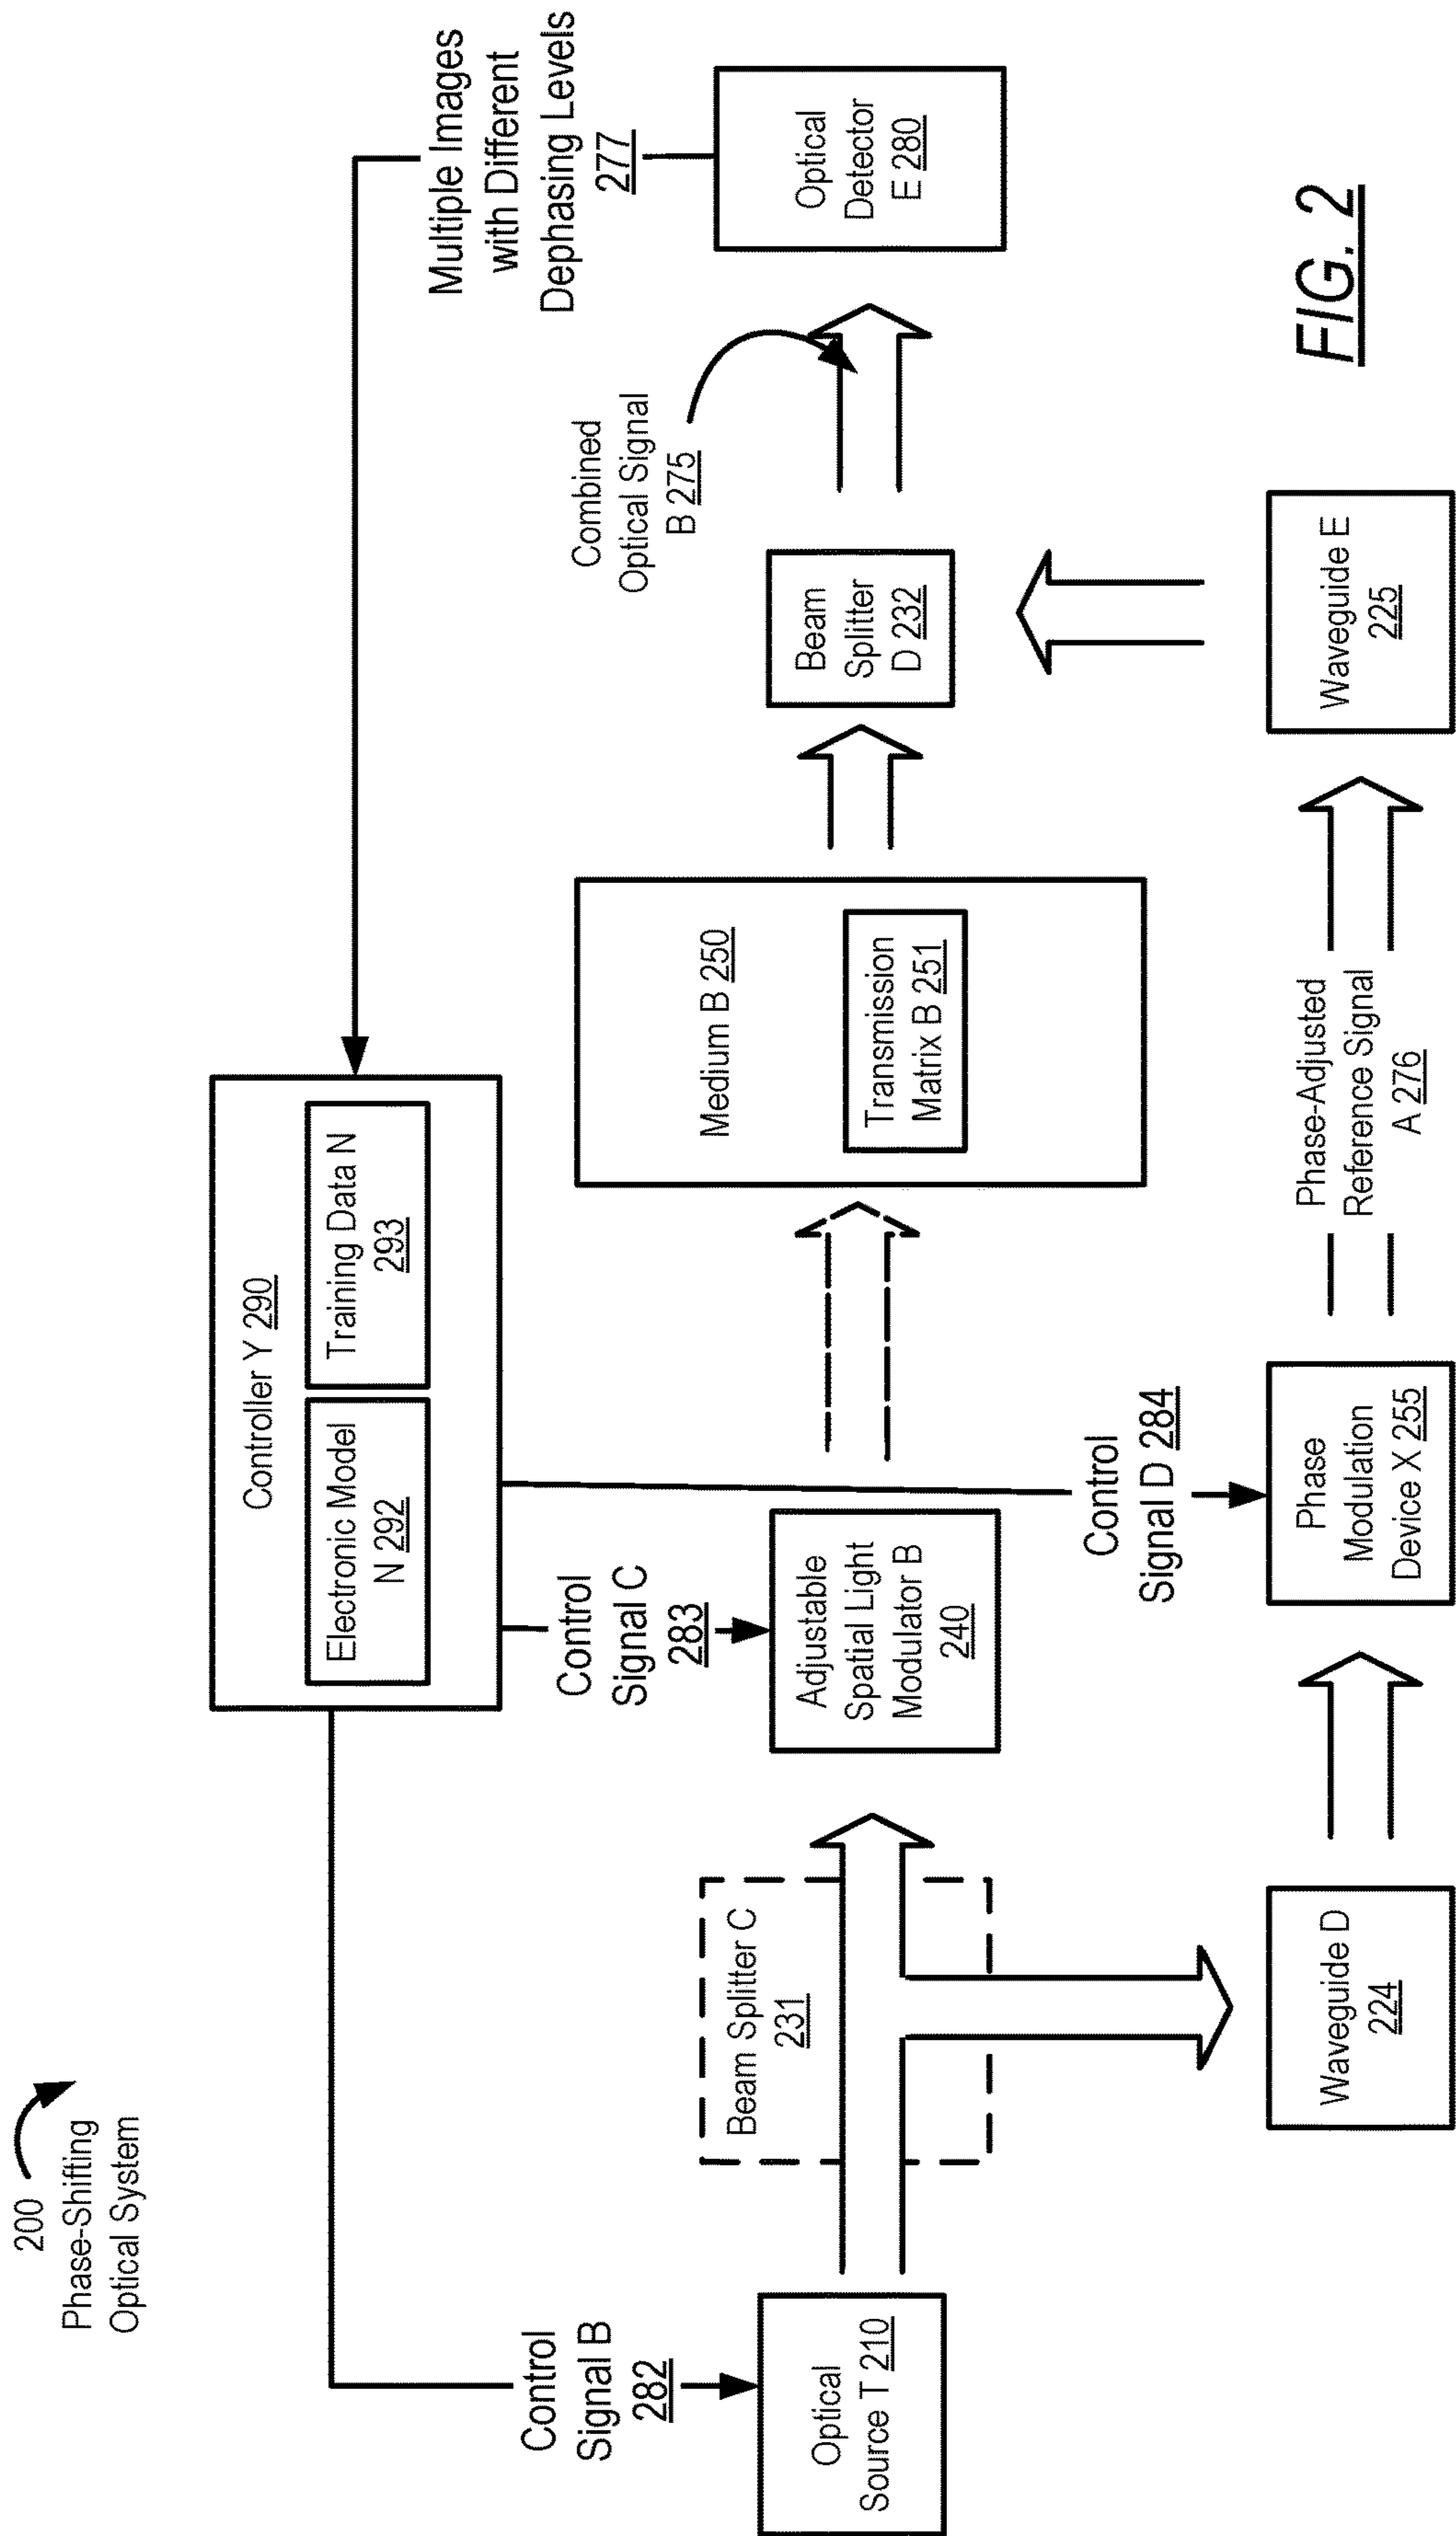 200
Phase-Shifting
Optical System
Controller Y 290
Electronic Model
N 292
Training Data N
293
Multiple Images
with Different
Dephasing Levels
277
Control
Signal B
282
Control
Signal C
283
Control
Signal D 284
Optical
Source T 210
Beam Splitter C
231
Adjustable
Spatial Light
Modulator B
240
Medium B 250
Transmission
Matrix B 251
Beam
Splitter
D 232
Combined
Optical Signal
B 275
Optical
Detector
E 280
Waveguide D
224
Phase
Modulation
Device X 255
Phase-Adjusted
Reference Signal
A 276
Waveguide E
225
FIG. 2